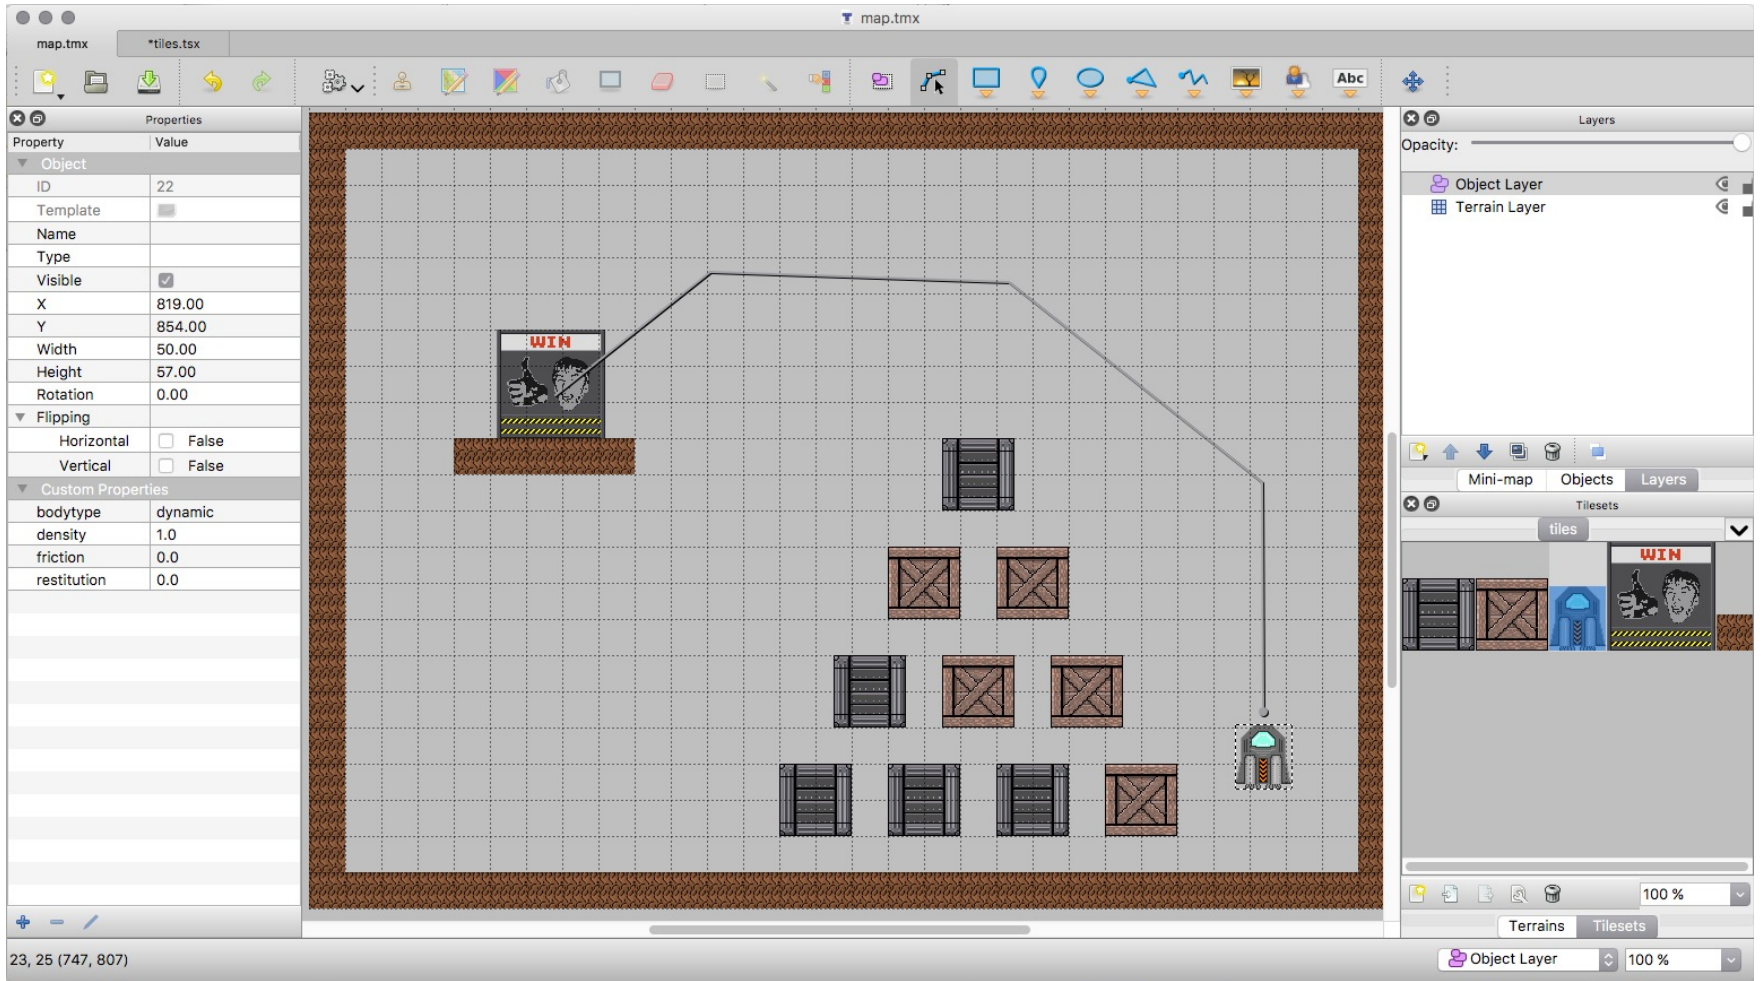 map.tmx
map.tmx *tiles.tsx
Abc
Properties
Property Value
Object
ID 22
Template
Name
Type
Visible
X 819.00
Y 854.00
Width 50.00
Height 57.00
Rotation 0.00
Flipping
Horizontal False
Vertical False
Custom Properties
bodytype dynamic
density 1.0
friction 0.0
restitution 0.0
WIN
Layers
Opacity:
Object Layer
Terrain Layer
Mini-map Objects Layers
Tilesets
tiles
WIN
100 %
Terrains Tilesets
23, 25 (747, 807)
Object Layer 100 %